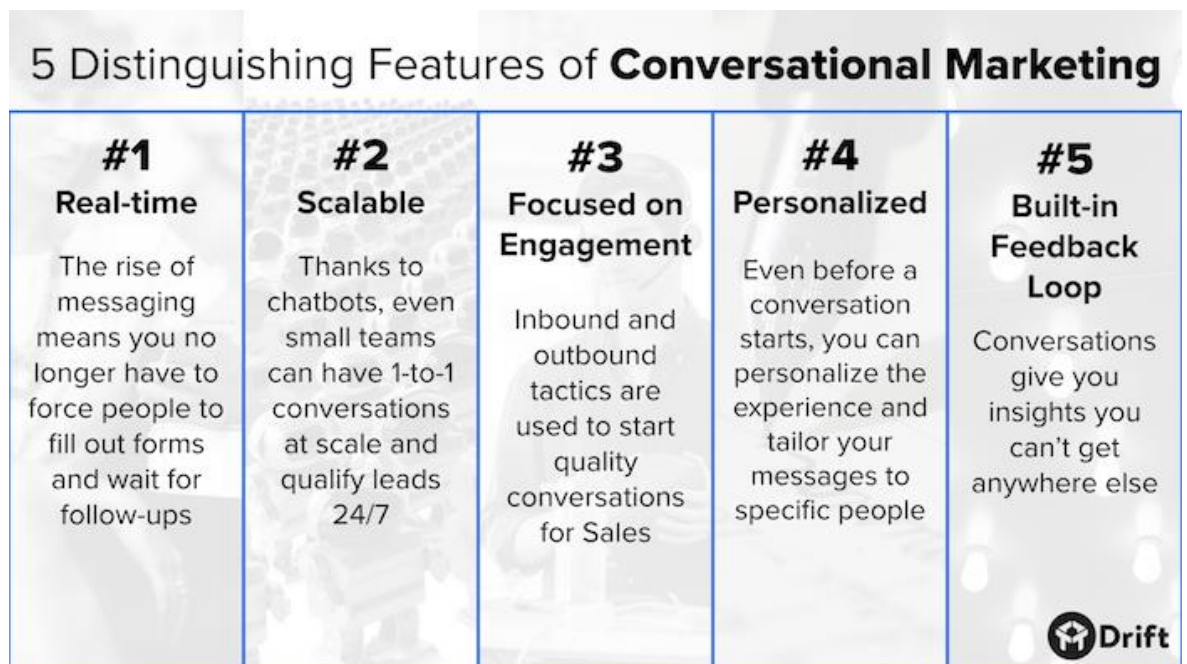 5 Distinguishing Features of Conversational Marketing
#1
Real-time
The rise of
messaging
means you no
longer have to
force people to
fill out forms
and wait for
follow-ups
#2
Scalable
Thanks to
chatbots, even
small teams
can have 1-to-1
conversations
at scale and
qualify leads
24/7
#3
Focused on
Engagement
Inbound and
outbound
tactics are
used to start
quality
conversations
for Sales
#4
Personalized
Even before a
conversation
starts, you can
personalize the
experience and
tailor your
messages to
specific people
#5
Built-in
Feedback
Loop
Conversations
give you
insights you
can’t get
anywhere else
Drift